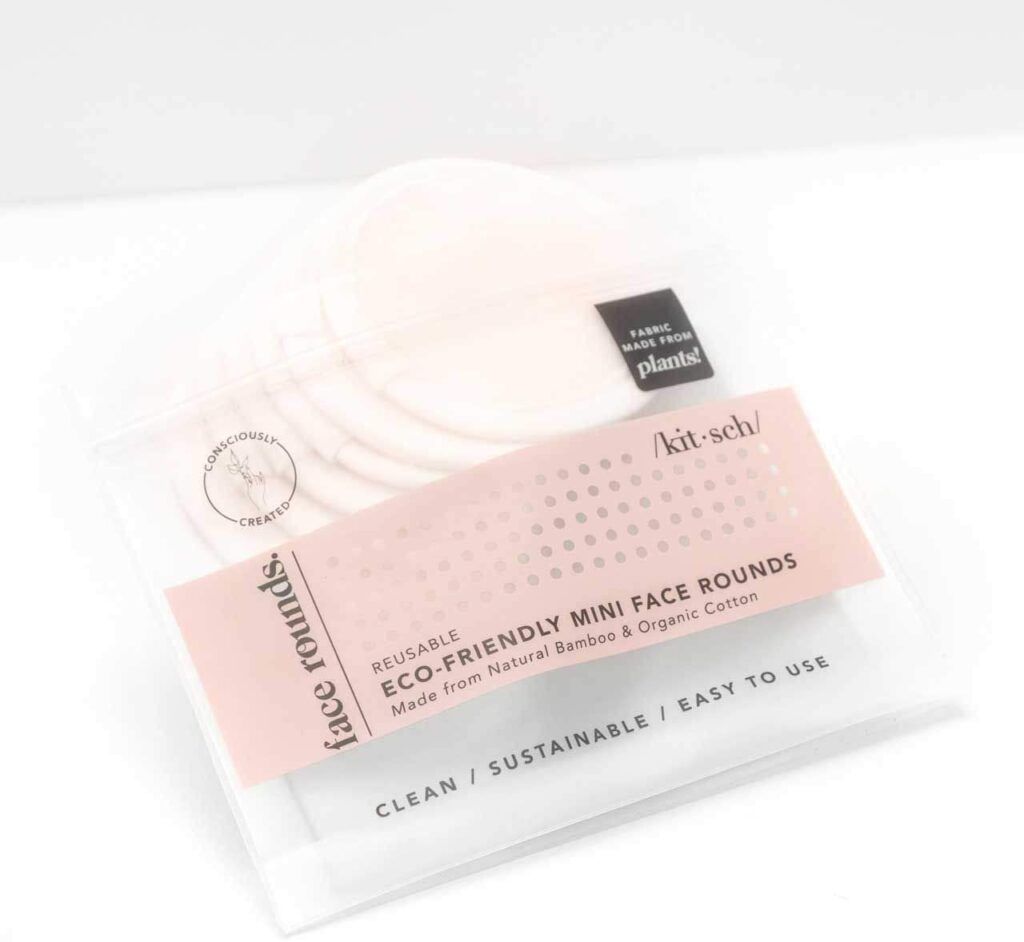 FABRIC
MADE FROM
plants!
/kit·sch/
CONSCIOUSLY
CREATED
face rounds.
REUSABLE
ECO-FRIENDLY MINI FACE ROUNDS
Made from Natural Bamboo & Organic Cotton
CLEAN / SUSTAINABLE / EASY TO USE